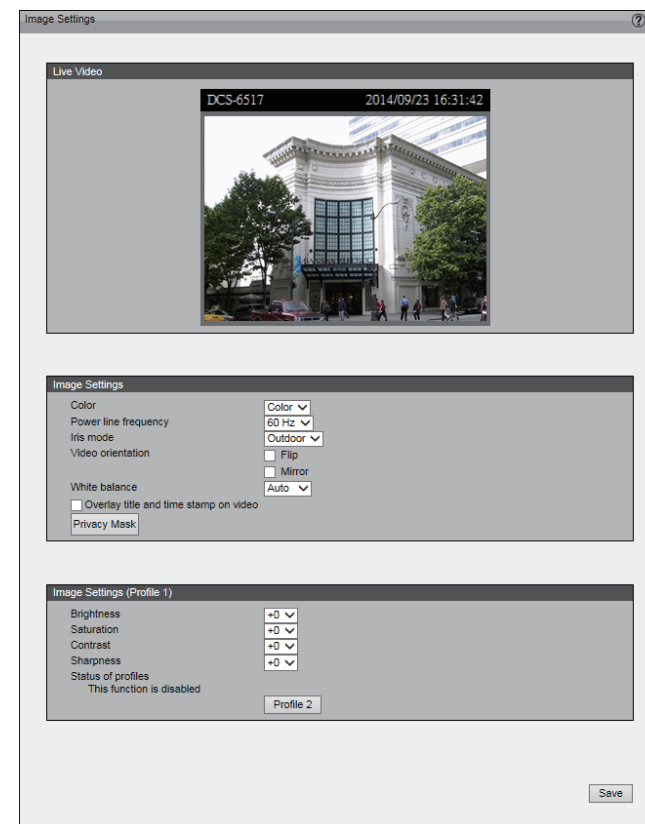 Image Settings
?
Live Video
DCS-6517 2014/09/23 16:31:42
Image Settings
Color Color
Power line frequency 60 Hz
Iris mode Outdoor
Video orientation Flip
Mirror
White balance Auto
Overlay title and time stamp on video
Privacy Mask
Image Settings (Profile 1)
Brightness +0
Saturation +0
Contrast +0
Sharpness +0
Status of profiles
This function is disabled
Profile 2
Save